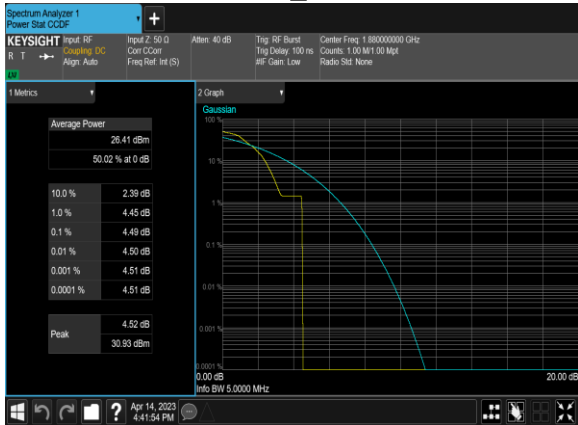 Spectrum Analyzer 1
Power Stat CCDF
KEYSIGHT
R T
Input: RF
Coupling: DC
Align: Auto
Input Z: 50 Ω
Corr CCorr
Freq Ref: Int (S)
Atten: 40 dB
Trig: RF Burst
Trig Delay: 100 ns
#IF Gain: Low
Center Freq: 1.880000000 GHz
Counts: 1.00 M/1.00 Mpt
Radio Std: None
1 Metrics
Average Power
26.41 dBm
50.02 % at 0 dB
10.0 % 2.39 dB
1.0 % 4.45 dB
0.1 % 4.49 dB
0.01 % 4.50 dB
0.001 % 4.51 dB
0.0001 % 4.51 dB
Peak
4.52 dB
30.93 dBm
2 Graph
Gaussian
100 %
10 %
1 %
0.1 %
0.01 %
0.001 %
0.0001 %
0.00 dB
20.00 dB
Info BW 5.0000 MHz
?
Apr 14, 2023
4:41:54 PM